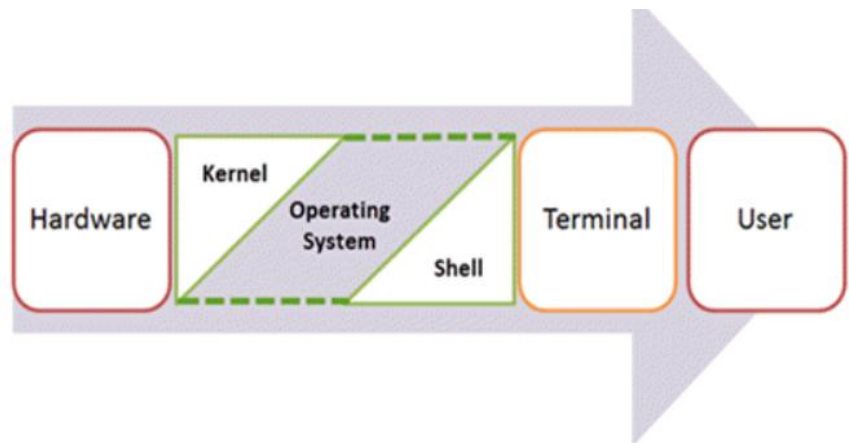 Hardware
Kernel
Operating
System
Shell
Terminal
User